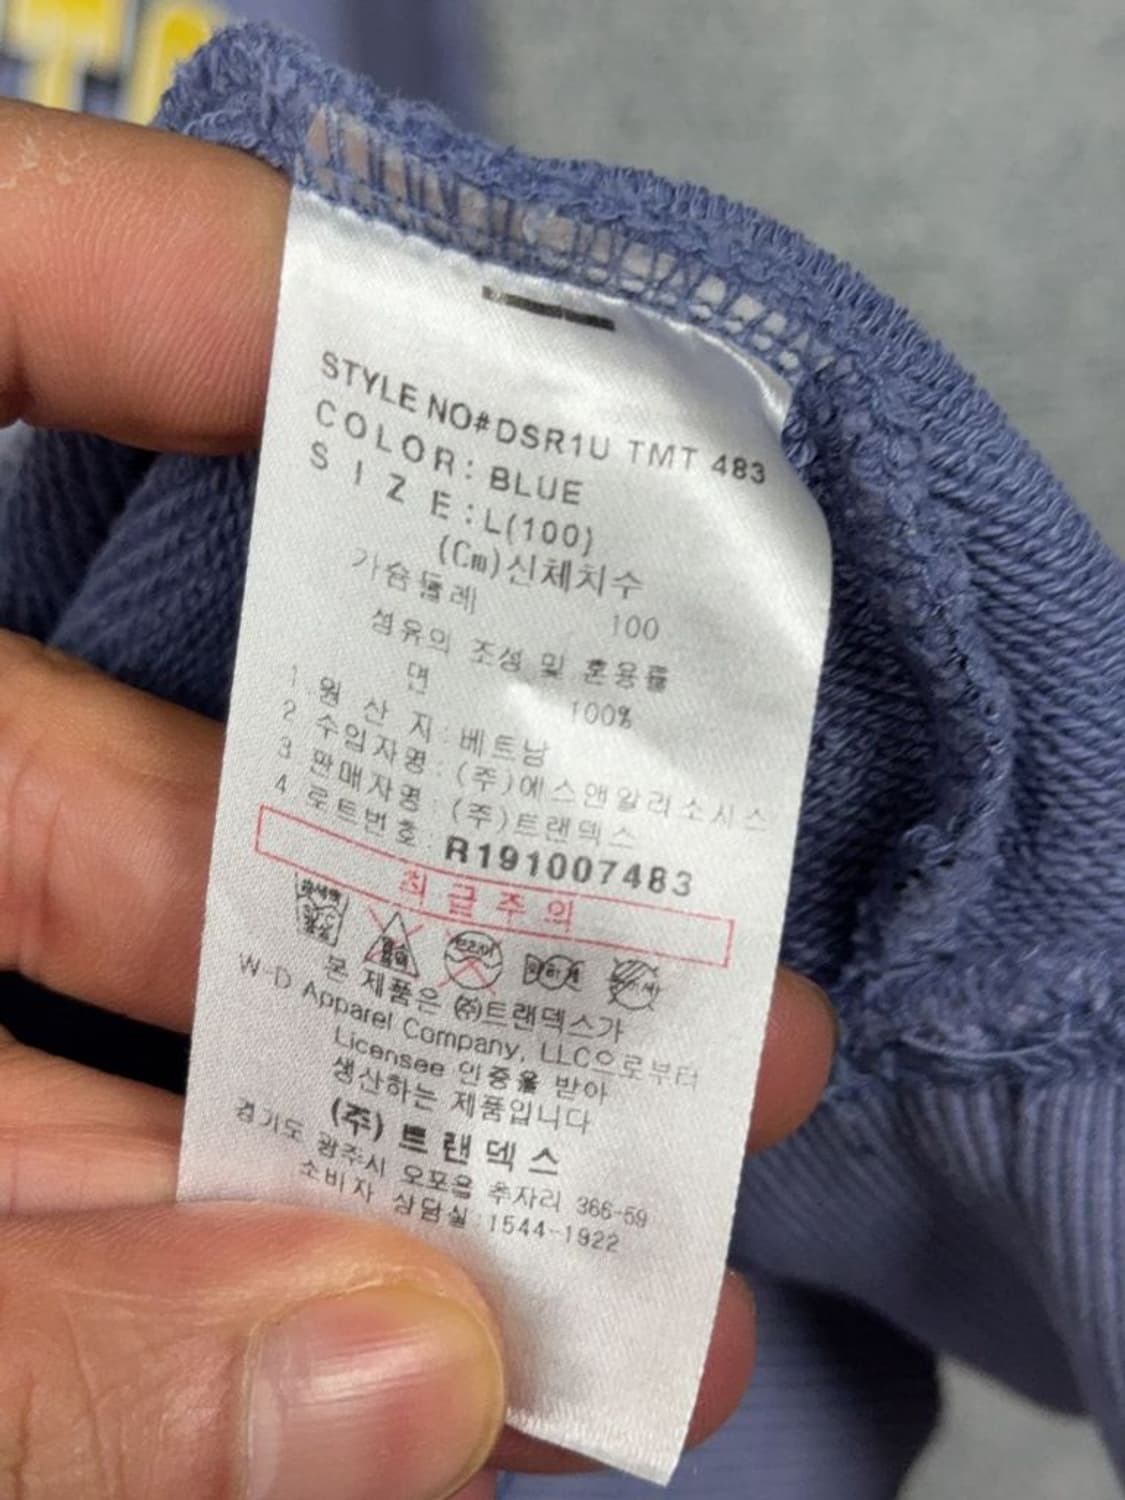 STYLE NO#DSR1U TMT 483
COLOR: BLUE
SIZE:L(100)
(Cm)신체치수
가슴둘레 100
섬유의 조성 및 혼용률
면 100%
1 원 산 지 : 베트남
2 수입자명 : (주)에스앤알리소시스
3 판매자명 : (주)트랜덱스
4 로트번호 : R191007483
취급주의
본 제품은 (주)트랜덱스가
W-D Apparel Company, LLC으로부터
Licensee 인증을 받아
생산하는 제품입니다
(주)트랜덱스
경기도 광주시 오포읍 추자리 366-59
소비자 상담실:1544-1922